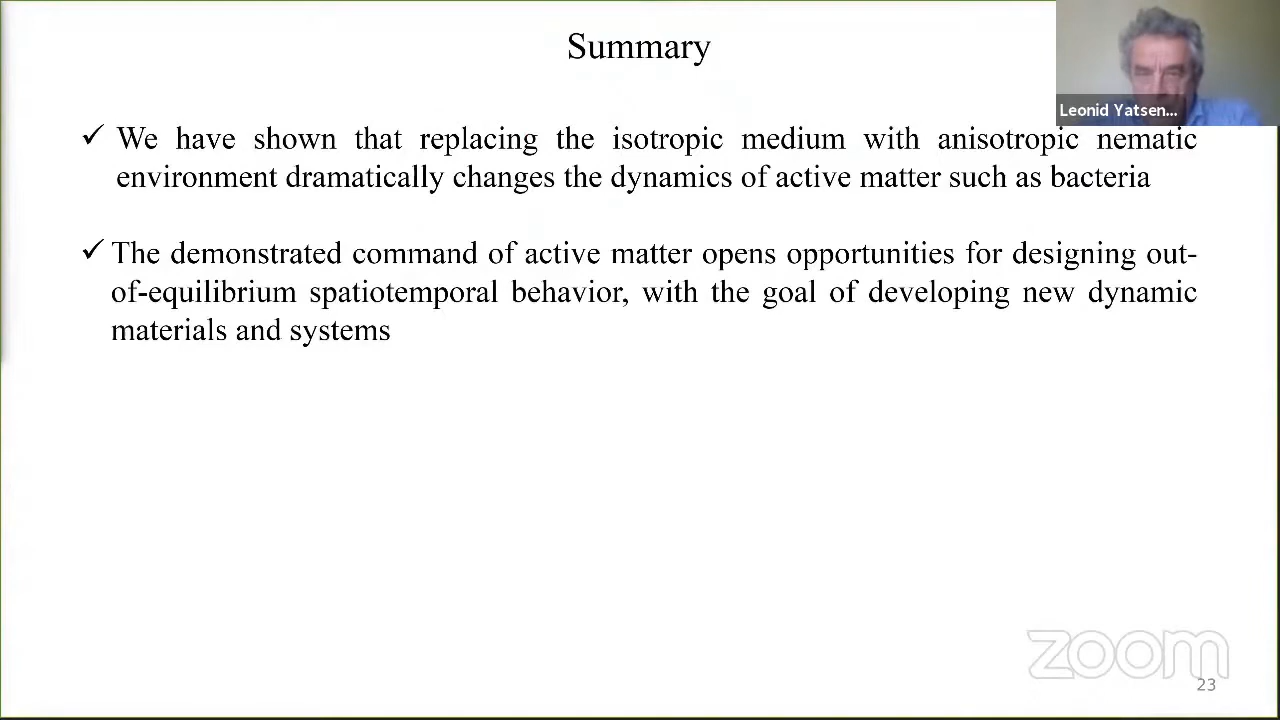 Summary
Leonid Yatsen...
✓ We have shown that replacing the isotropic medium with anisotropic nematic
environment dramatically changes the dynamics of active matter such as bacteria
✓ The demonstrated command of active matter opens opportunities for designing out-
of-equilibrium spatiotemporal behavior, with the goal of developing new dynamic
materials and systems
zoom
23